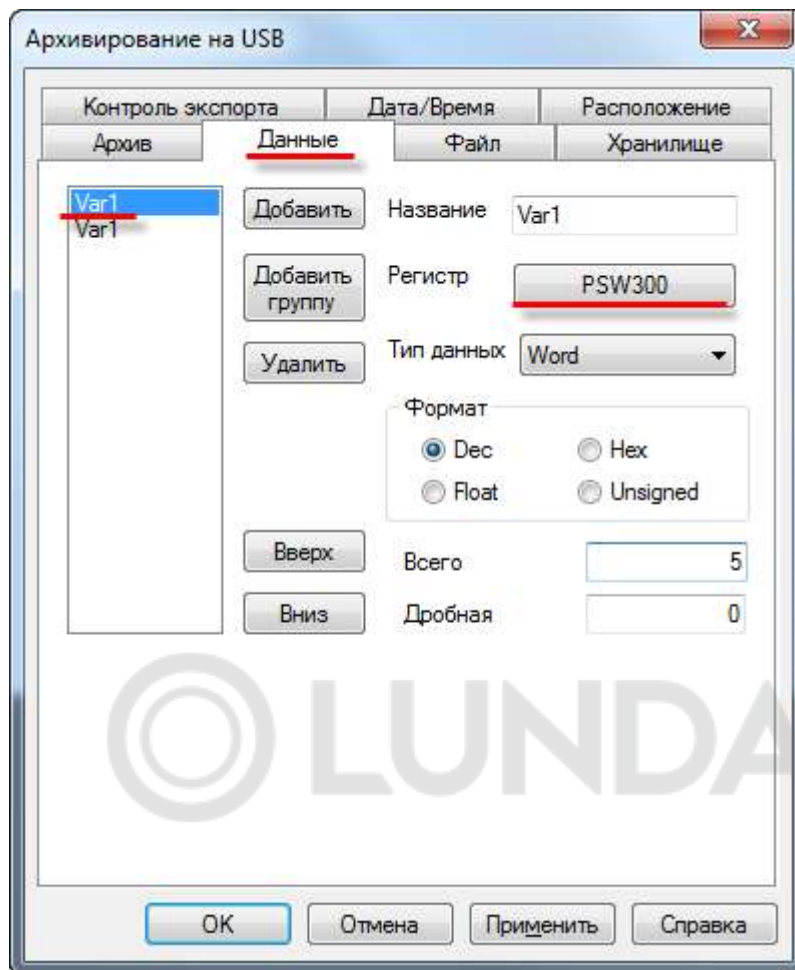 Архивирование на USB
Контроль экспорта Дата/Время Расположение
Архив Данные Файл Хранилище
Var1
Var1
Добавить
Название Var1
Добавить группу
Регистр PSW300
Удалить
Тип данных Word
Формат
Dec Hex
Float Unsigned
Вверх
Всего 5
Вниз
Дробная 0
LUNDA
OK Отмена Применить Справка